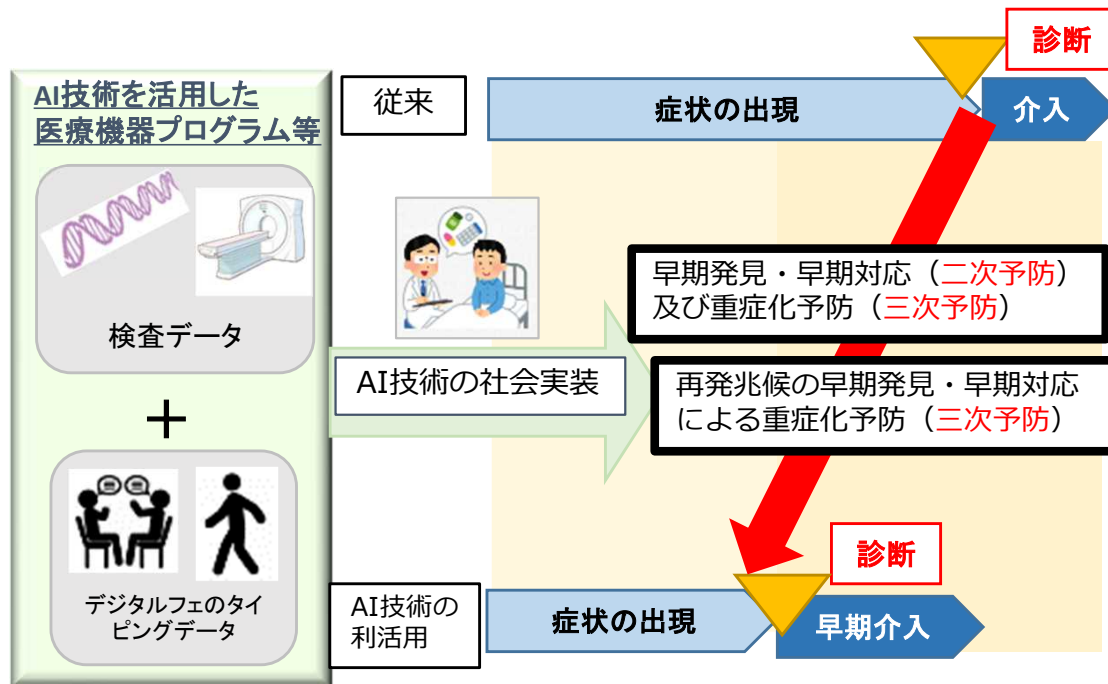 AI技術を活用した
医療機器プログラム等
検査データ
＋
デジタルフェのタイ
ピングデータ
従来
症状の出現
診断
介入
早期発見・早期対応（二次予防）
及び重症化予防（三次予防）
AI技術の社会実装
再発兆候の早期発見・早期対応
による重症化予防（三次予防）
AI技術の
利活用
症状の出現
診断
早期介入